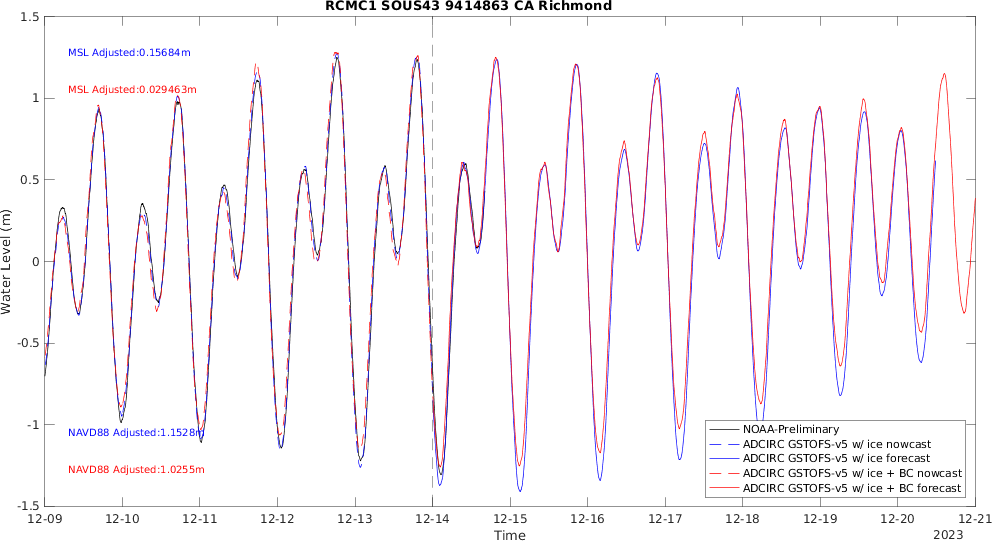 RCMC1 SOUS43 9414863 CA Richmond
1.5
1
0.5
0
-0.5
-1
-1.5
Water Level (m)
MSL Adjusted:0.15684m
MSL Adjusted:0.029463m
NAVD88 Adjusted:1.1528m
NAVD88 Adjusted:1.0255m
NOAA-Preliminary
ADCIRC GSTOFS-v5 w/ ice nowcast
ADCIRC GSTOFS-v5 w/ ice forecast
ADCIRC GSTOFS-v5 w/ ice + BC nowcast
ADCIRC GSTOFS-v5 w/ ice + BC forecast
12-09 12-10 12-11 12-12 12-13 12-14 12-15 12-16 12-17 12-18 12-19 12-20 12-21
Time
2023